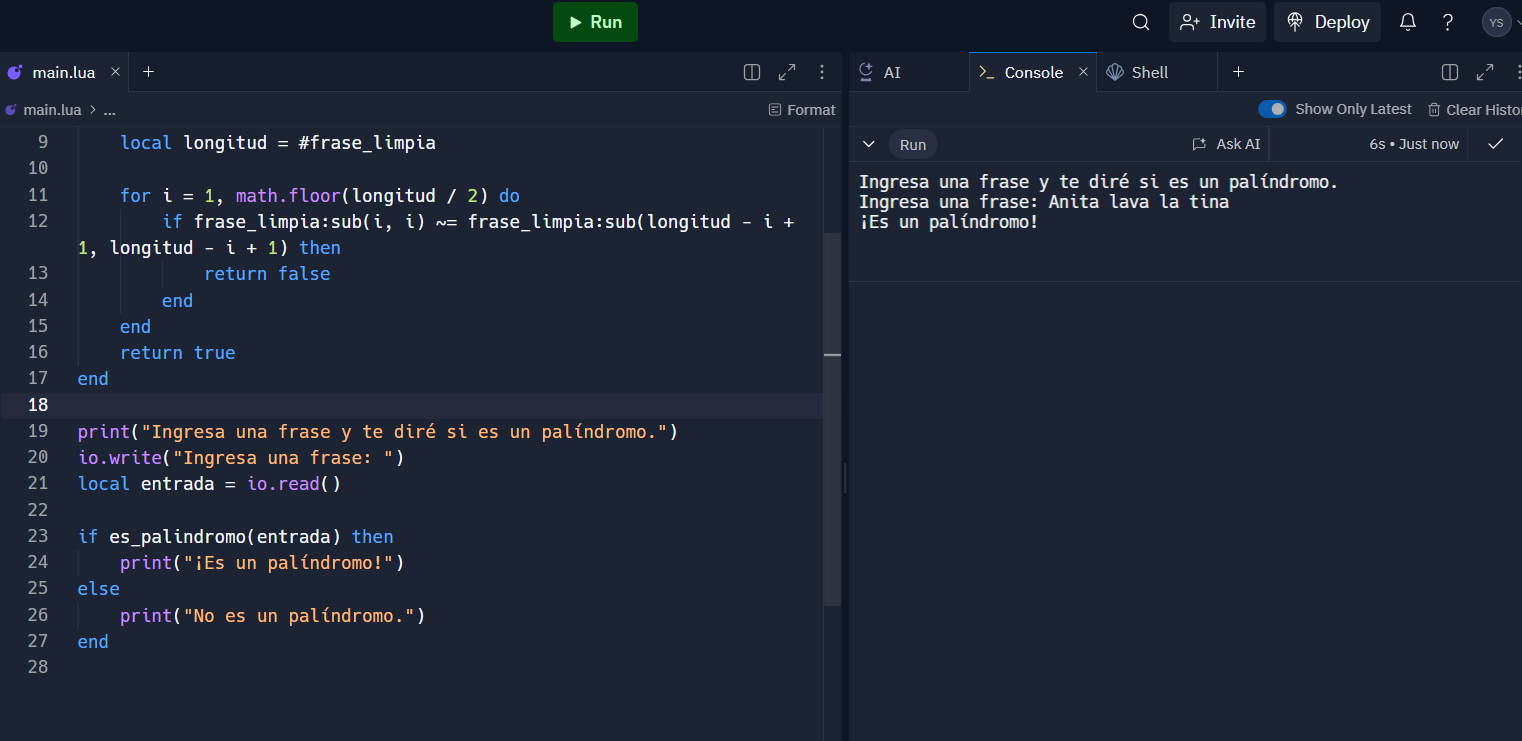 Run
Invite
Deploy
YS
main.lua
AI
Console
Shell
main.lua > ...
Format
Show Only Latest
Clear Histo
Run
Ask AI
6s • Just now
9 local longitud = #frase_limpia
10
11 for i = 1, math.floor(longitud / 2) do
12 if frase_limpia:sub(i, i) ~= frase_limpia:sub(longitud - i +
1, longitud - i + 1) then
13 return false
14 end
15 end
16 return true
17 end
18
19 print("Ingresa una frase y te diré si es un palíndromo.")
20 io.write("Ingresa una frase: ")
21 local entrada = io.read()
22
23 if es_palindromo(entrada) then
24 print("¡Es un palíndromo!")
25 else
26 print("No es un palíndromo.")
27 end
28
Ingresa una frase y te diré si es un palíndromo.
Ingresa una frase: Anita lava la tina
¡Es un palíndromo!